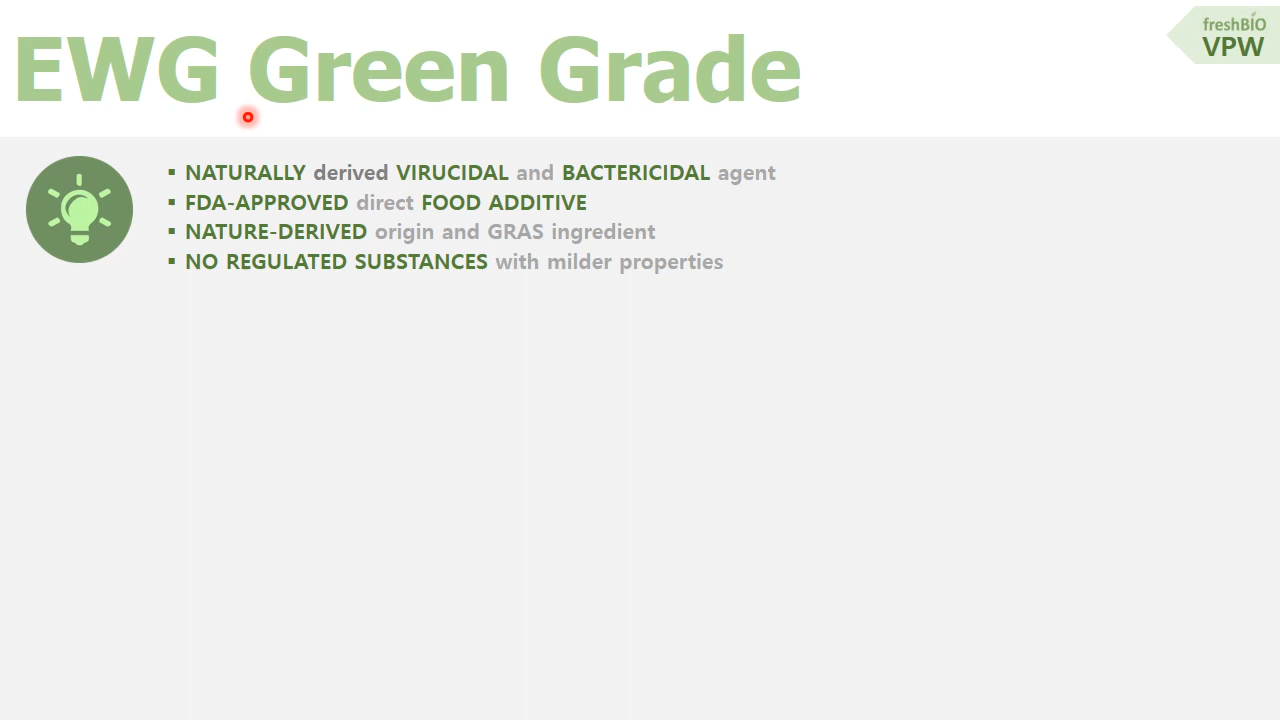 EWG Green Grade
freshBIO
VPW
▪ NATURALLY derived VIRUCIDAL and BACTERICIDAL agent
▪ FDA-APPROVED direct FOOD ADDITIVE
▪ NATURE-DERIVED origin and GRAS ingredient
▪ NO REGULATED SUBSTANCES with milder properties